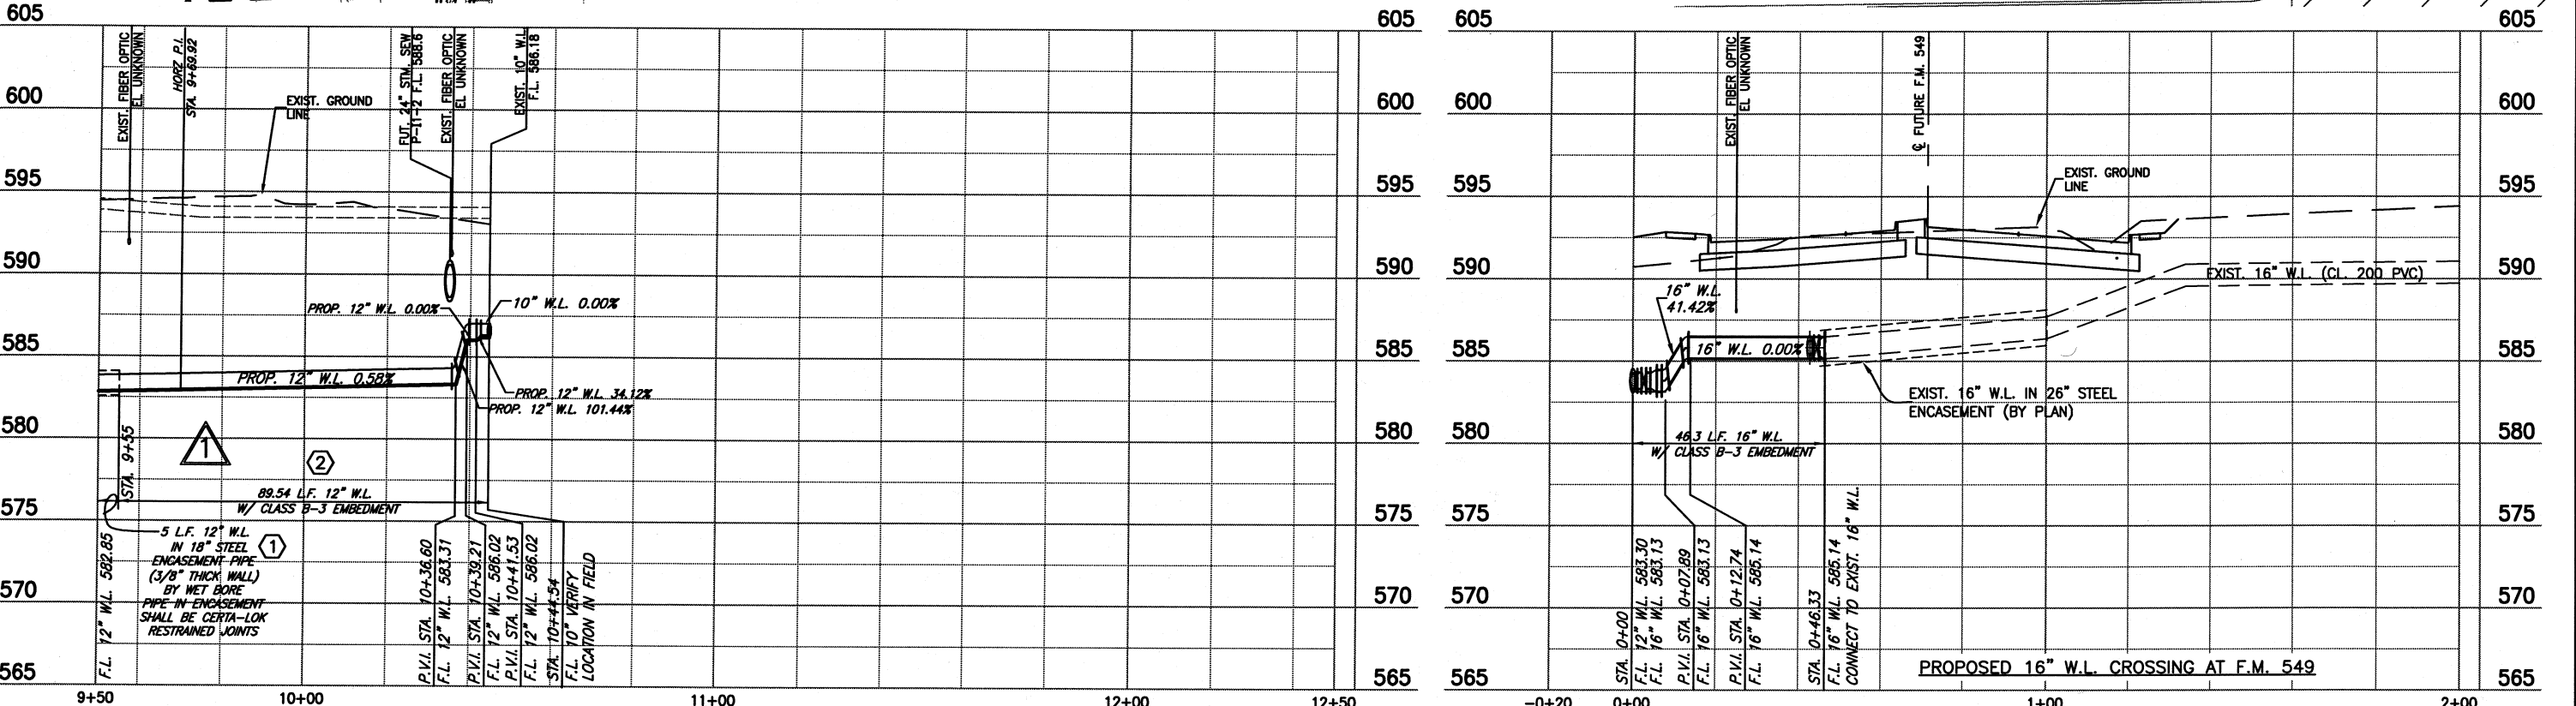 605
600
595
590
585
580
575
570
565
EXIST. FIBER OPTIC
EL UNKNOWN
HORZ P.I.
STA. 9+69.92
EXIST. GROUND
LINE
FUT. 24" STM. SEW
P-I1-2 F.L. 588.6
EXIST. FIBER OPTIC
EL UNKNOWN
EXIST. 10" W.L
F.L. 586.18
PROP. 12" W.L. 0.00%
10" W.L. 0.00%
PROP. 12" W.L. 0.58%
PROP. 12" W.L. 34.12%
PROP. 12" W.L. 101.44%
STA. 9+55
1
2
89.54 L.F. 12" W.L.
W/ CLASS B-3 EMBEDMENT
5 L.F. 12" W.L.
IN 18" STEEL
ENCASEMENT PIPE
(3/8" THICK WALL)
BY WET BORE
PIPE IN ENCASEMENT
SHALL BE CERTA-LOK
RESTRAINED JOINTS
1
F.L. 12" W.L. 582.85
P.V.I. STA. 10+36.60
F.L. 12" W.L. 583.31
P.V.I. STA. 10+39.21
F.L. 12" W.L. 586.02
P.V.I. STA. 10+41.53
F.L. 12" W.L. 586.02
STA. 10+44.54
F.L. 10" VERIFY
LOCATION IN FIELD
9+50
10+00
11+00
12+00
12+50
605
600
595
590
585
580
575
570
565
605
600
595
590
585
580
575
570
565
EXIST. FIBER OPTIC
EL UNKNOWN
℄ FUTURE F.M. 549
EXIST. GROUND
LINE
EXIST. 16" W.L. (CL. 200 PVC)
16" W.L.
41.42%
16" W.L. 0.00%
EXIST. 16" W.L. IN 26" STEEL
ENCASEMENT (BY PLAN)
46.3 L.F. 16" W.L.
W/ CLASS B-3 EMBEDMENT
STA. 0+00
F.L. 12" W.L. 583.30
F.L. 16" W.L. 583.13
P.V.I. STA. 0+07.89
F.L. 16" W.L. 583.13
P.V.I. STA. 0+12.74
F.L. 16" W.L. 585.14
STA. 0+46.33
F.L. 16" W.L. 585.14
CONNECT TO EXIST. 16" W.L.
PROPOSED 16" W.L. CROSSING AT F.M. 549
-0+20
0+00
1+00
2+00
605
600
595
590
585
580
575
570
565